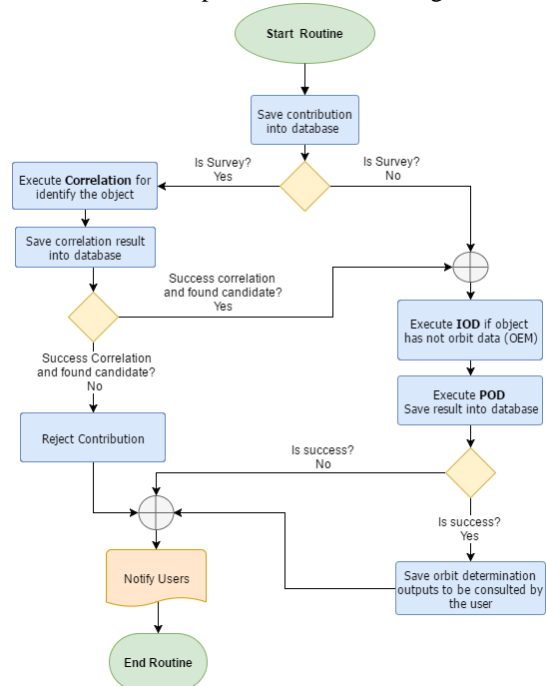 Start Routine
Save contribution
into database
Is Survey?
Yes
Is Survey?
No
Execute Correlation for
identify the object
Save correlation result
into database
Success correlation
and found candidate?
Yes
Success Correlation
and found candidate?
No
Execute IOD if object
has not orbit data (OEM)
Execute POD
Save result into database
Reject Contribution
Is success?
No
Is success?
Yes
Notify Users
Save orbit determination
outputs to be consulted by
the user
End Routine